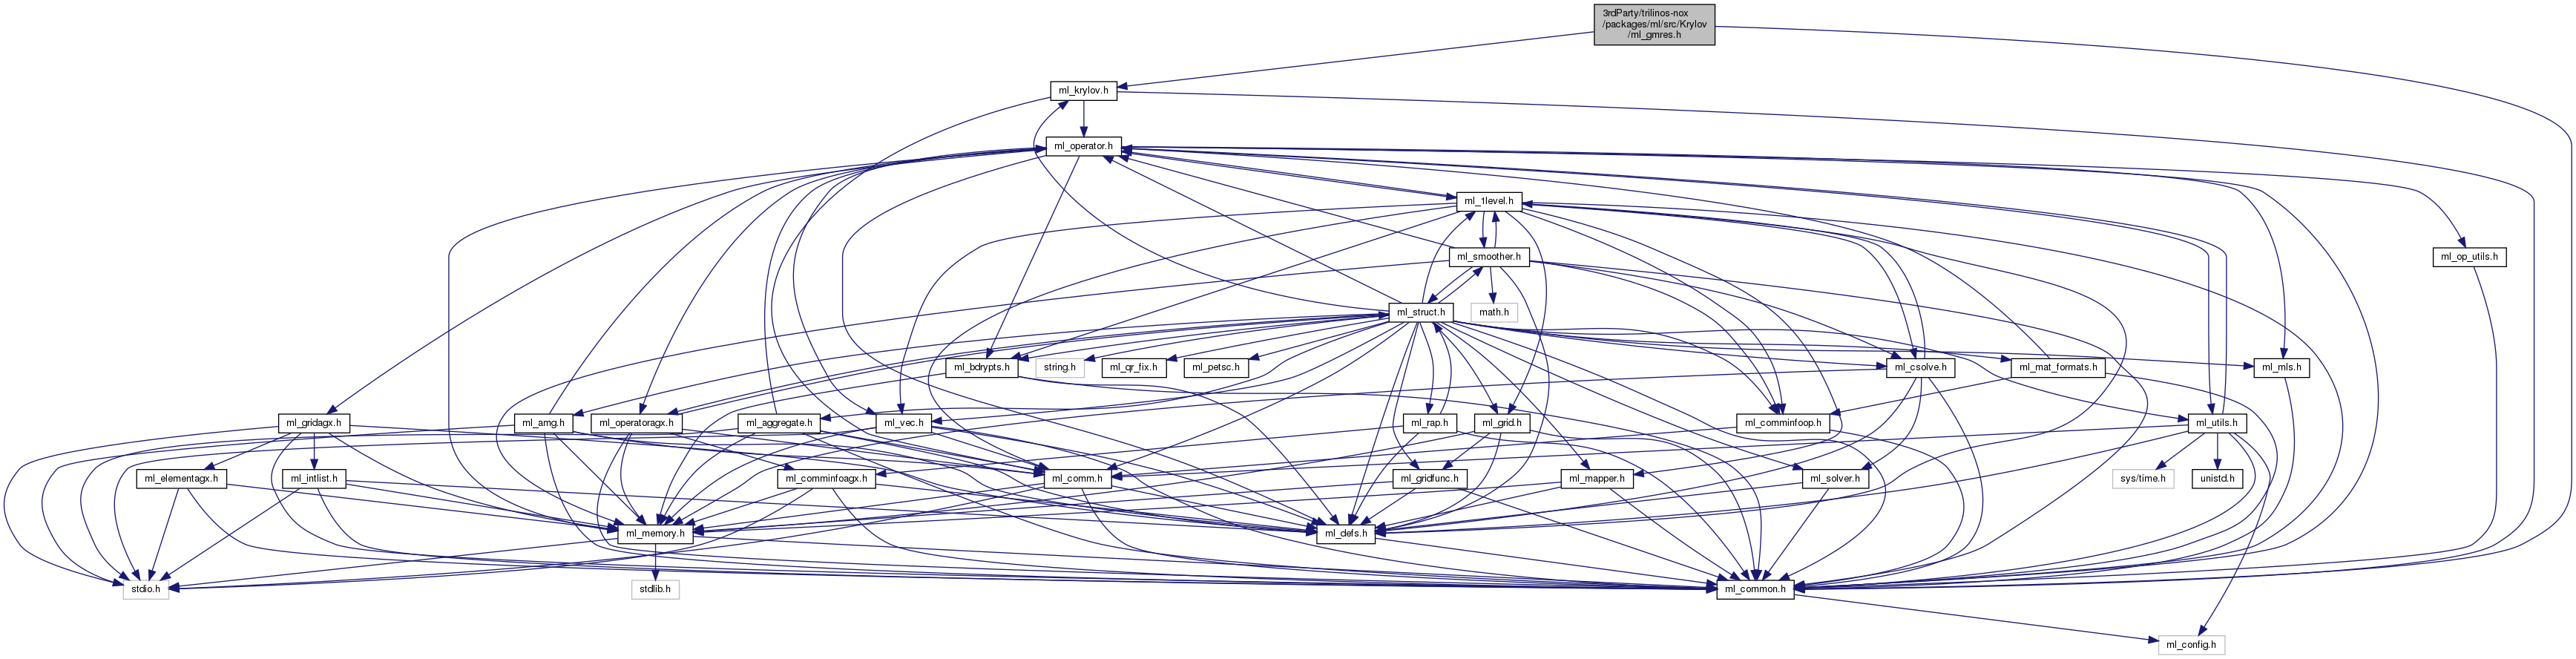 3rdParty/trilinos-nox
/packages/ml/src/Krylov
/ml_gmres.h
ml_krylov.h
ml_operator.h
ml_1level.h
ml_smoother.h
ml_op_utils.h
ml_struct.h
math.h
ml_bdrypts.h
string.h
ml_qr_fix.h
ml_petsc.h
ml_csolve.h
ml_mat_formats.h
ml_mls.h
ml_gridagx.h
ml_amg.h
ml_operatoragx.h
ml_aggregate.h
ml_vec.h
ml_rap.h
ml_grid.h
ml_comminfoop.h
ml_utils.h
ml_elementagx.h
ml_intlist.h
ml_comminfoagx.h
ml_comm.h
ml_gridfunc.h
ml_mapper.h
ml_solver.h
sys/time.h
unistd.h
ml_memory.h
ml_defs.h
stdio.h
stdlib.h
ml_common.h
ml_config.h